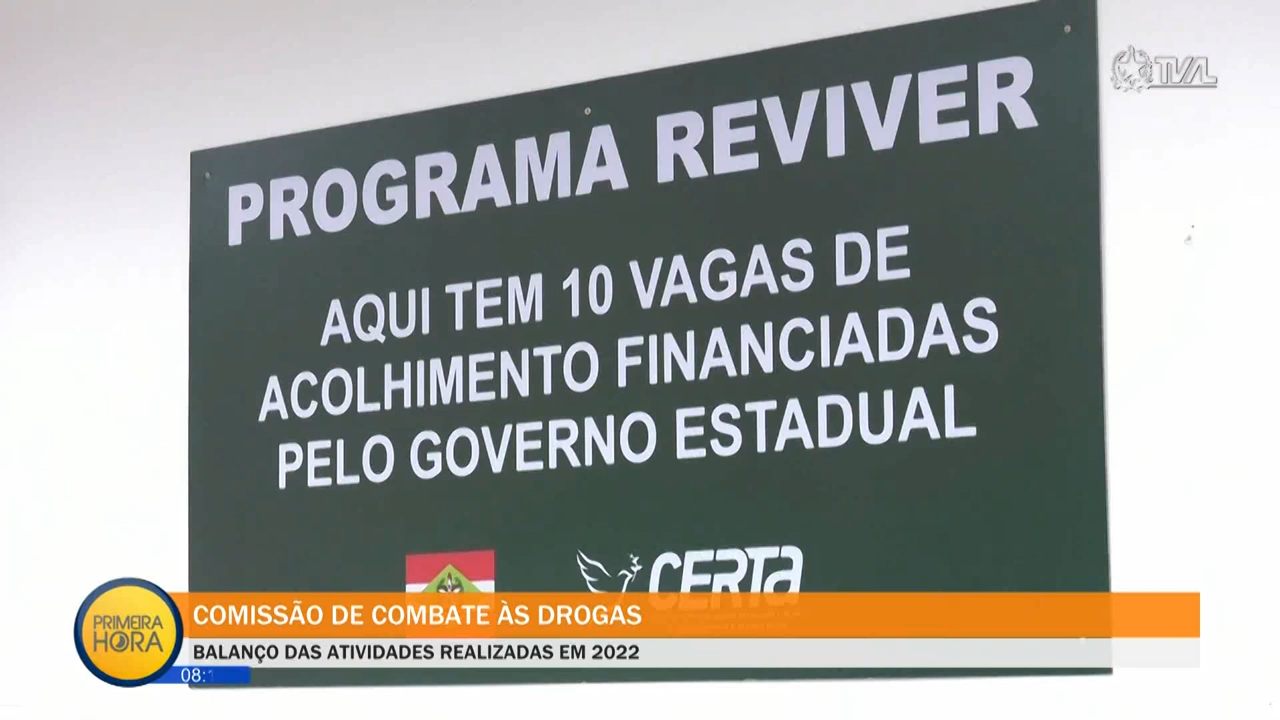 TVAL
PROGRAMA REVIVER
AQUI TEM 10 VAGAS DE
ACOLHIMENTO FINANCIADAS
PELO GOVERNO ESTADUAL
CERTA
PRIMEIRA
HORA
COMISSÃO DE COMBATE ÀS DROGAS
BALANÇO DAS ATIVIDADES REALIZADAS EM 2022